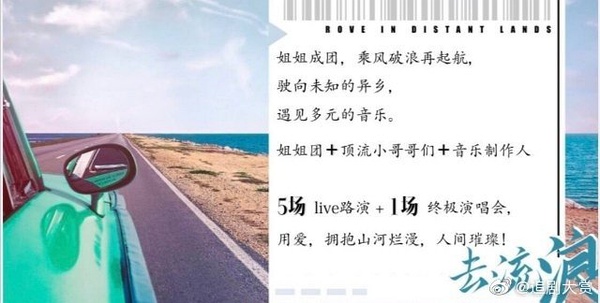 ROVE IN DISTANT LANDS
姐姐成团，乘风破浪再起航，
驶向未知的异乡，
遇见多元的音乐。
姐姐团+顶流小哥哥们+音乐制作人
5场 live路演 + 1场 终极演唱会，
用爱，拥抱山河烂漫，人间璀璨！
去流浪
@追剧大赏